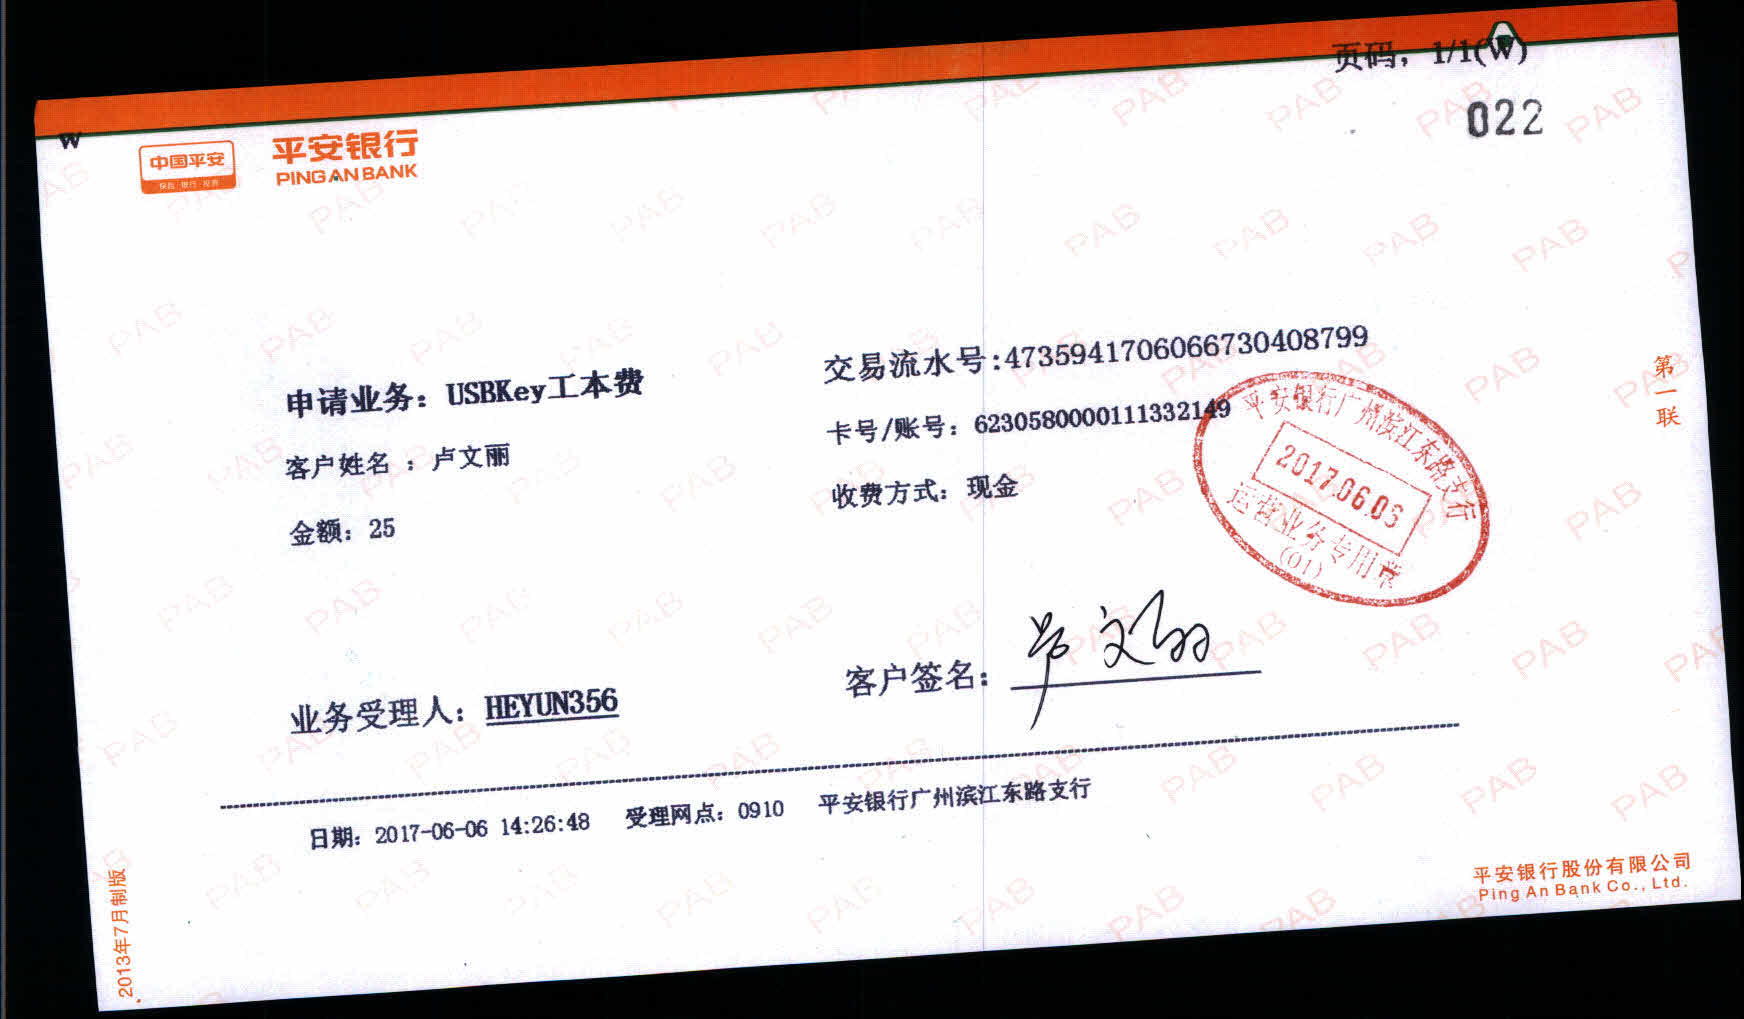 页码, 1/1(W)
022
W
中国平安
保险·银行·投资
平安银行
PING AN BANK
申请业务: USBKey工本费
交易流水号:47359417060667​30408799
客户姓名 : 卢文丽
卡号/账号: 6230580000111332149
金额: 25
收费方式: 现金
平安银行广州滨江东路支行
2017.06.06
运营业务专用章
(01)
第一联
业务受理人: HEYUN356
客户签名: 卢文丽
日期: 2017-06-06 14:26:48 受理网点: 0910 平安银行广州滨江东路支行
2013年7月制版
平安银行股份有限公司
Ping An Bank Co., Ltd.